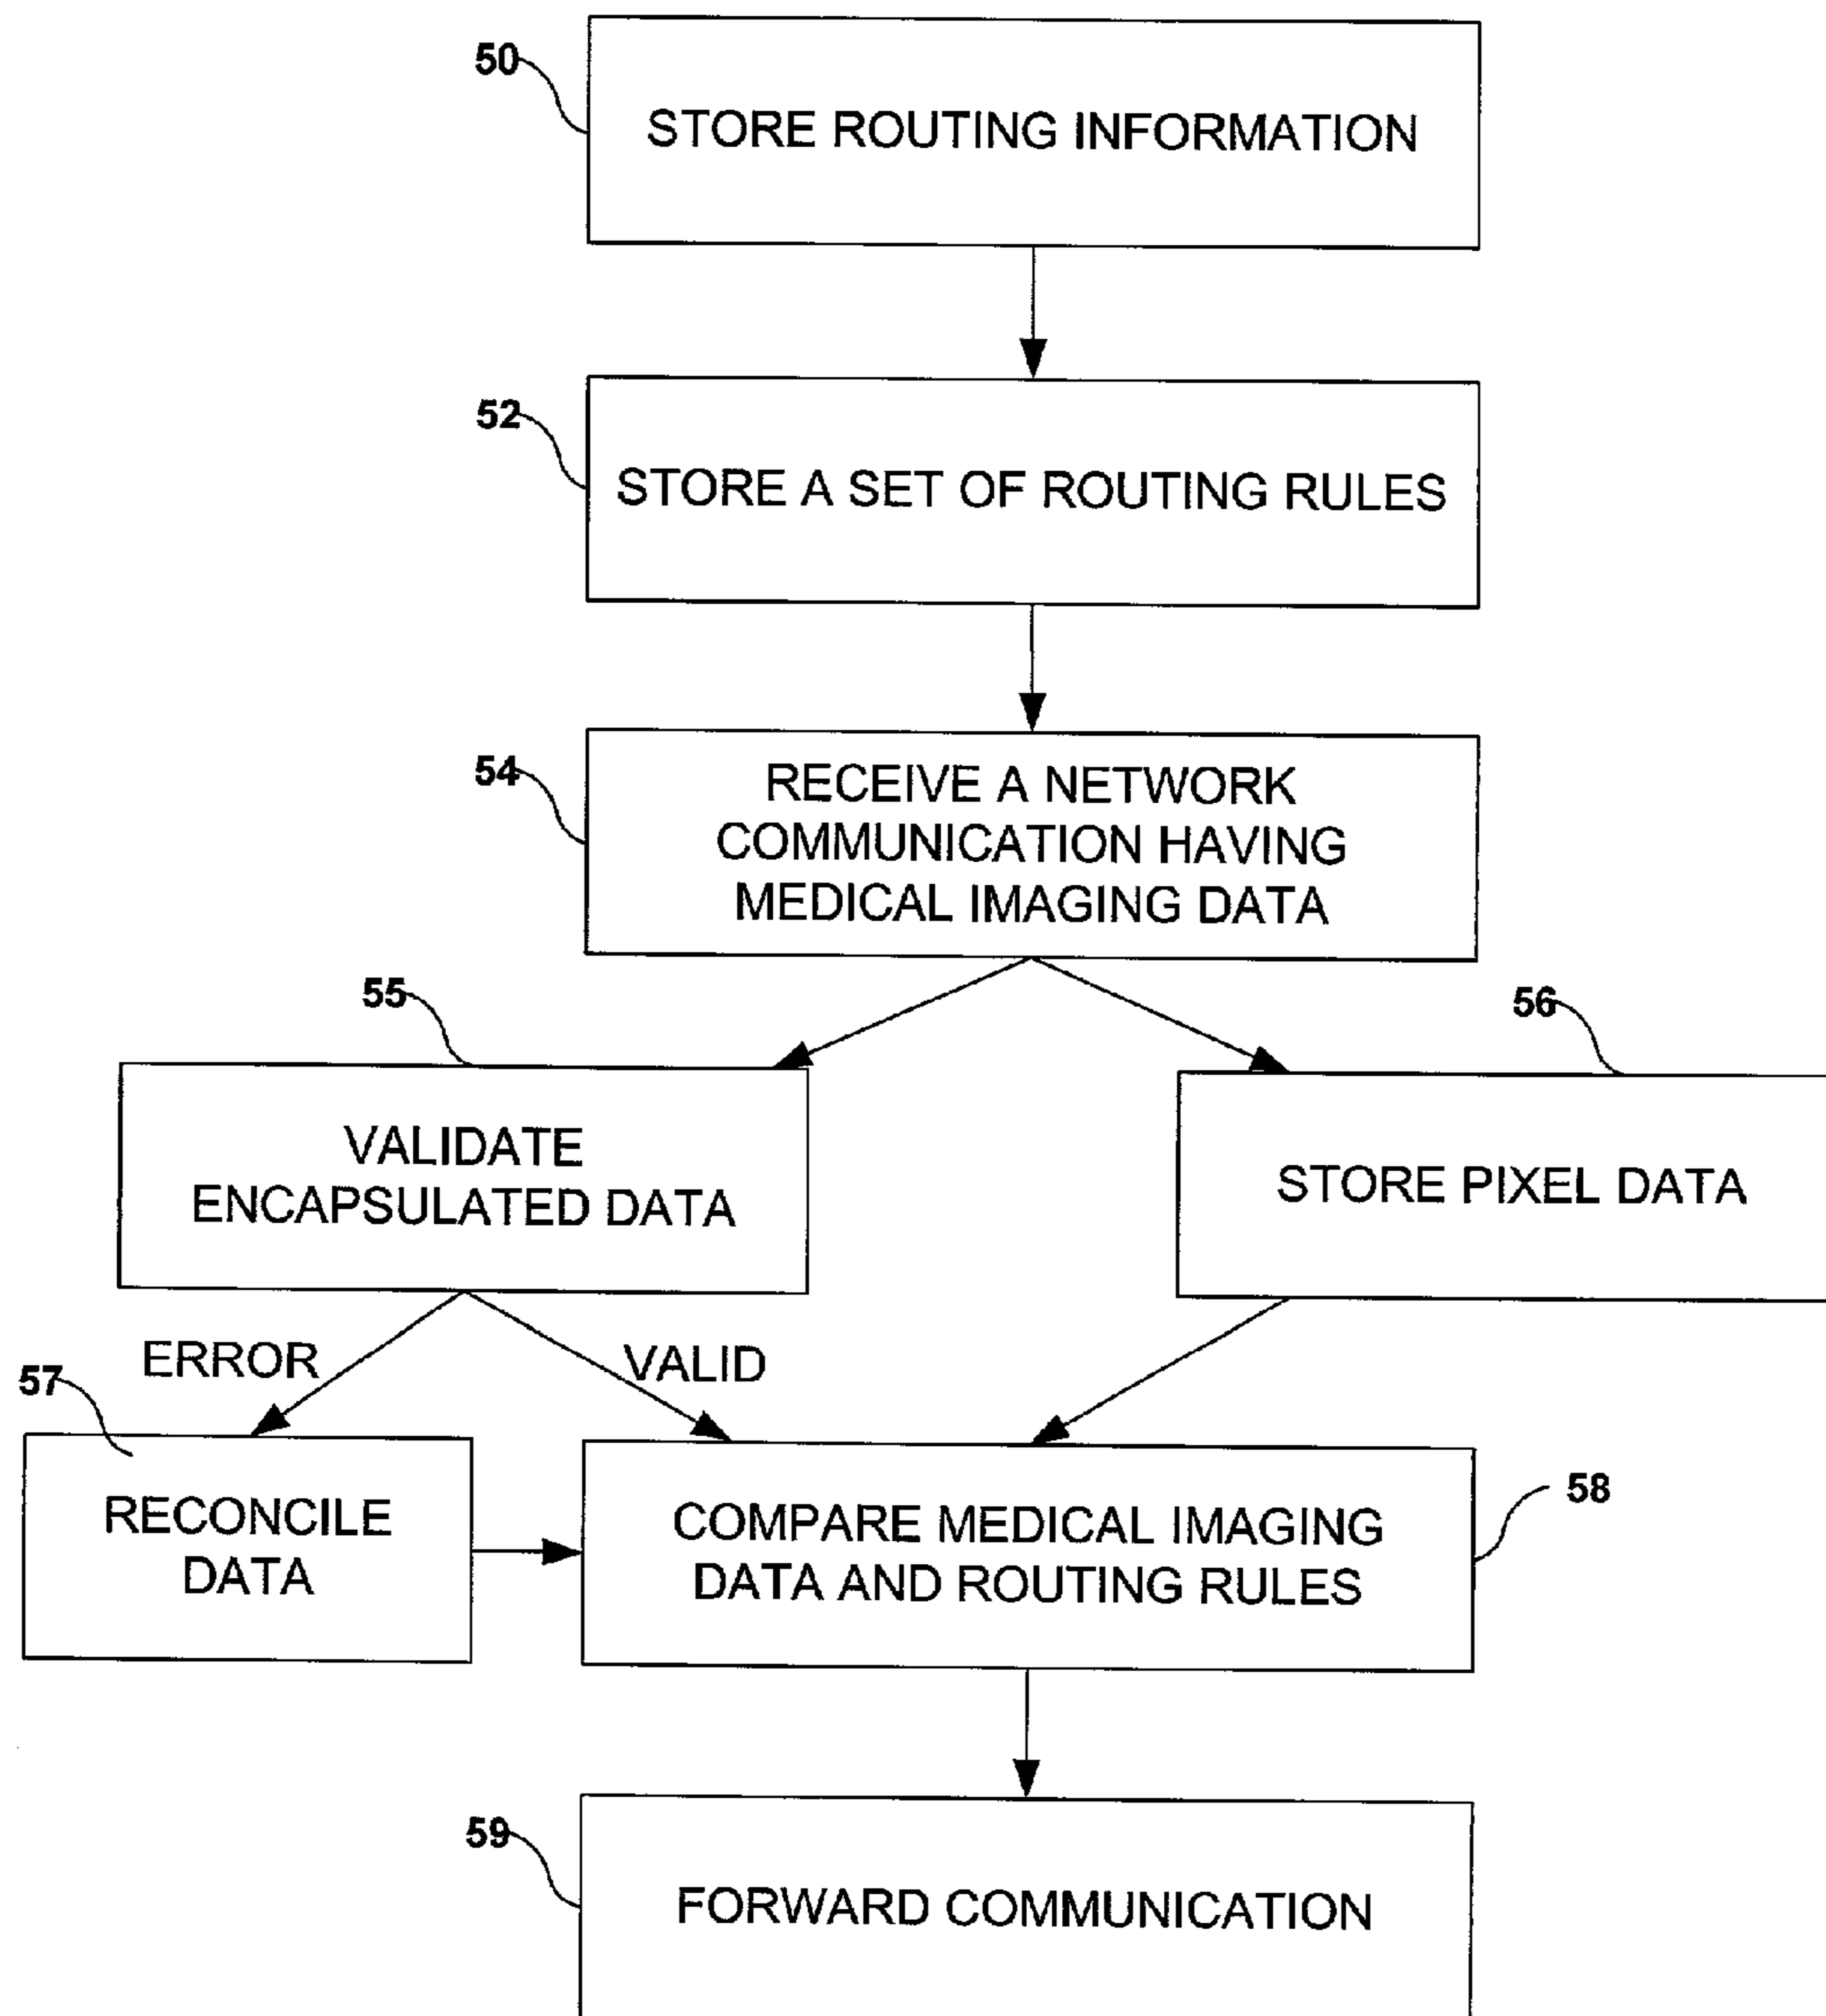 50
STORE ROUTING INFORMATION
52
STORE A SET OF ROUTING RULES
54
RECEIVE A NETWORK
COMMUNICATION HAVING
MEDICAL IMAGING DATA
55
56
VALIDATE
ENCAPSULATED DATA
STORE PIXEL DATA
ERROR
VALID
57
RECONCILE
DATA
COMPARE MEDICAL IMAGING
DATA AND ROUTING RULES
58
59
FORWARD COMMUNICATION